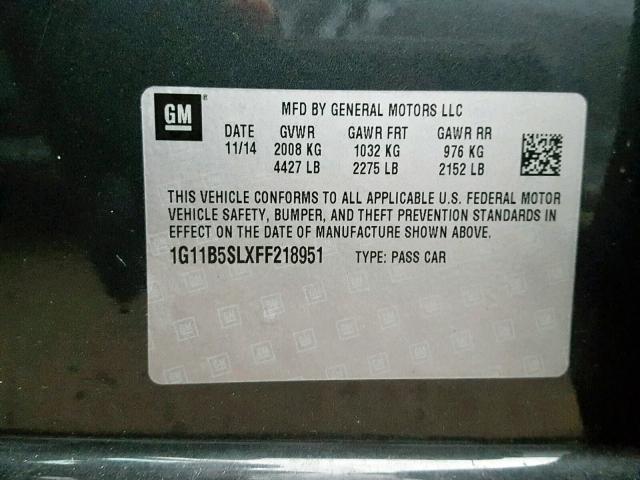 GM ®
MFD BY GENERAL MOTORS LLC
DATE GVWR GAWR FRT GAWR RR
11/14 2008 KG 1032 KG 976 KG
4427 LB 2275 LB 2152 LB
THIS VEHICLE CONFORMS TO ALL APPLICABLE U.S. FEDERAL MOTOR
VEHICLE SAFETY, BUMPER, AND THEFT PREVENTION STANDARDS IN
EFFECT ON THE DATE OF MANUFACTURE SHOWN ABOVE.
1G11B5SLXFF218951 TYPE: PASS CAR